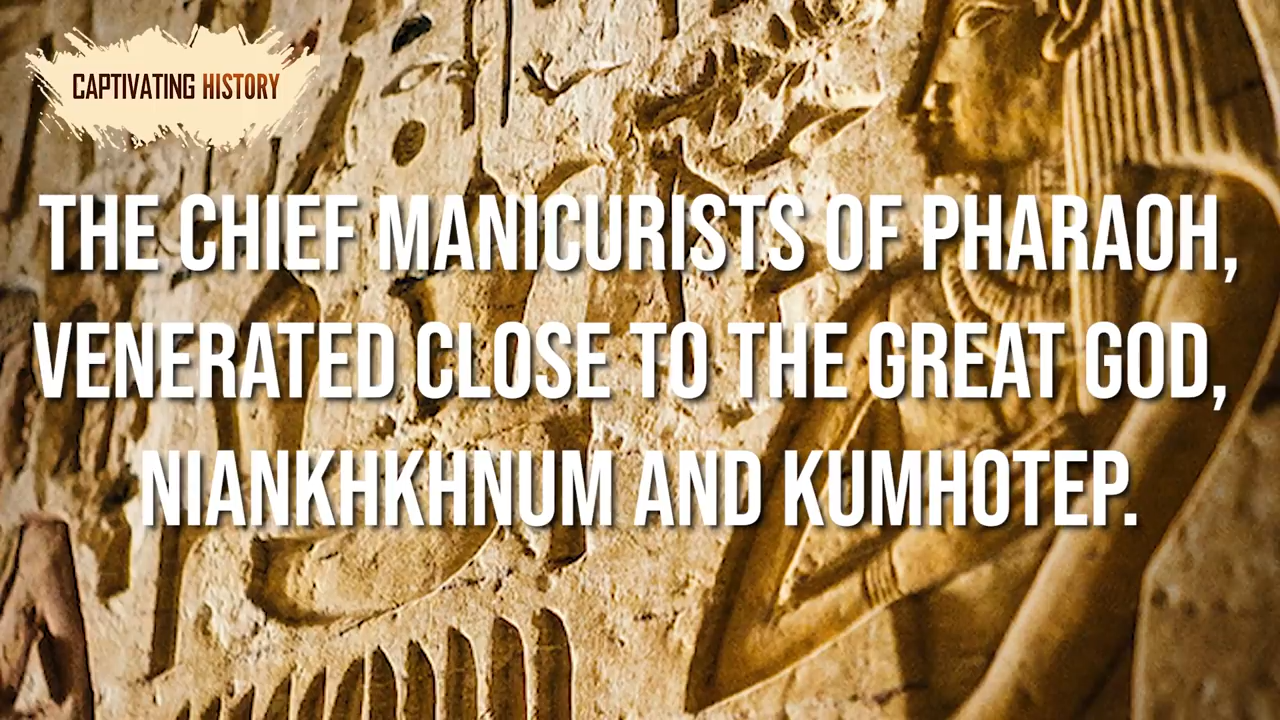 CAPTIVATING HISTORY
THE CHIEF MANICURISTS OF PHARAOH,
VENERATED CLOSE TO THE GREAT GOD,
NIANKHKHNUM AND KUMHOTEP.